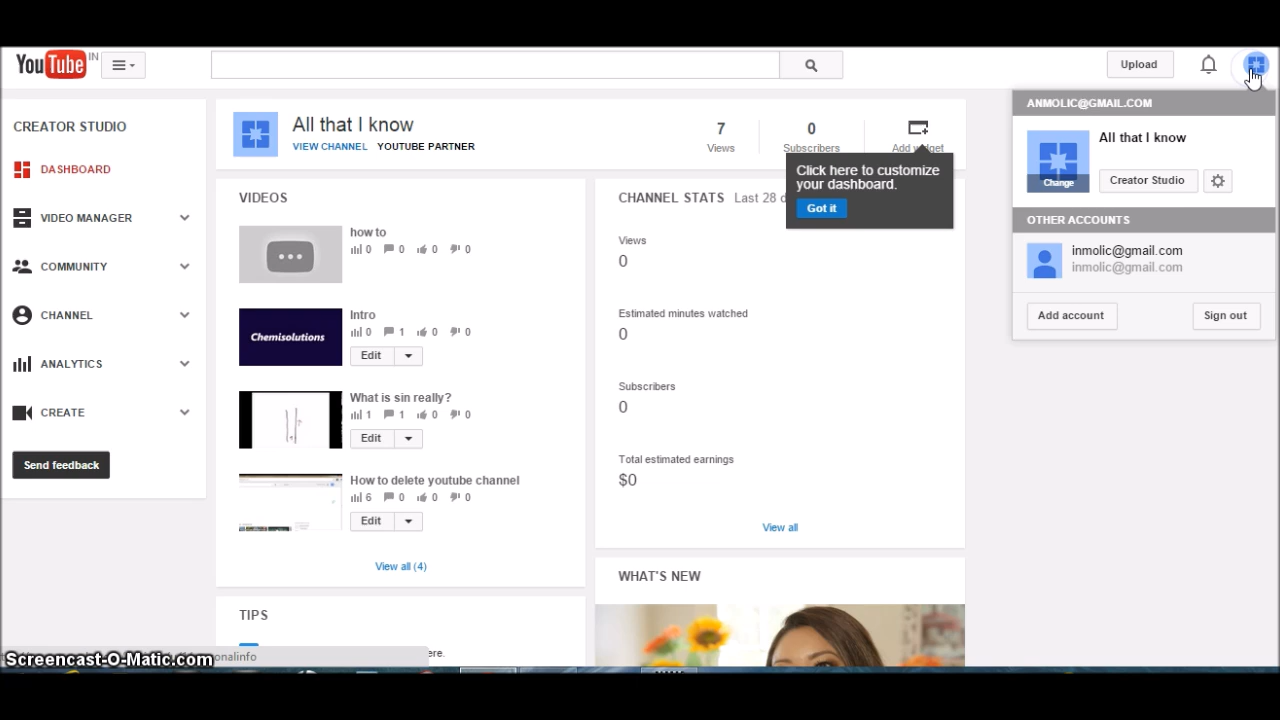 YouTube IN
Upload
ANMOLIC@GMAIL.COM
All that I know
Change
Creator Studio
OTHER ACCOUNTS
inmolic@gmail.com
inmolic@gmail.com
Add account
Sign out
CREATOR STUDIO
DASHBOARD
VIDEO MANAGER
COMMUNITY
CHANNEL
ANALYTICS
CREATE
Send feedback
All that I know
VIEW CHANNEL YOUTUBE PARTNER
7
Views
0
Subscribers
Add widget
Click here to customize
your dashboard.
Got it
VIDEOS
how to
0 0 0 0
Intro
0 1 0 0
Edit
Chemisolutions
What is sin really?
1 1 0 0
Edit
How to delete youtube channel
6 0 0 0
Edit
View all (4)
TIPS
ere.
CHANNEL STATS Last 28 d
Views
0
Estimated minutes watched
0
Subscribers
0
Total estimated earnings
$0
View all
WHAT'S NEW
Screencast-O-Matic.com
onalinfo